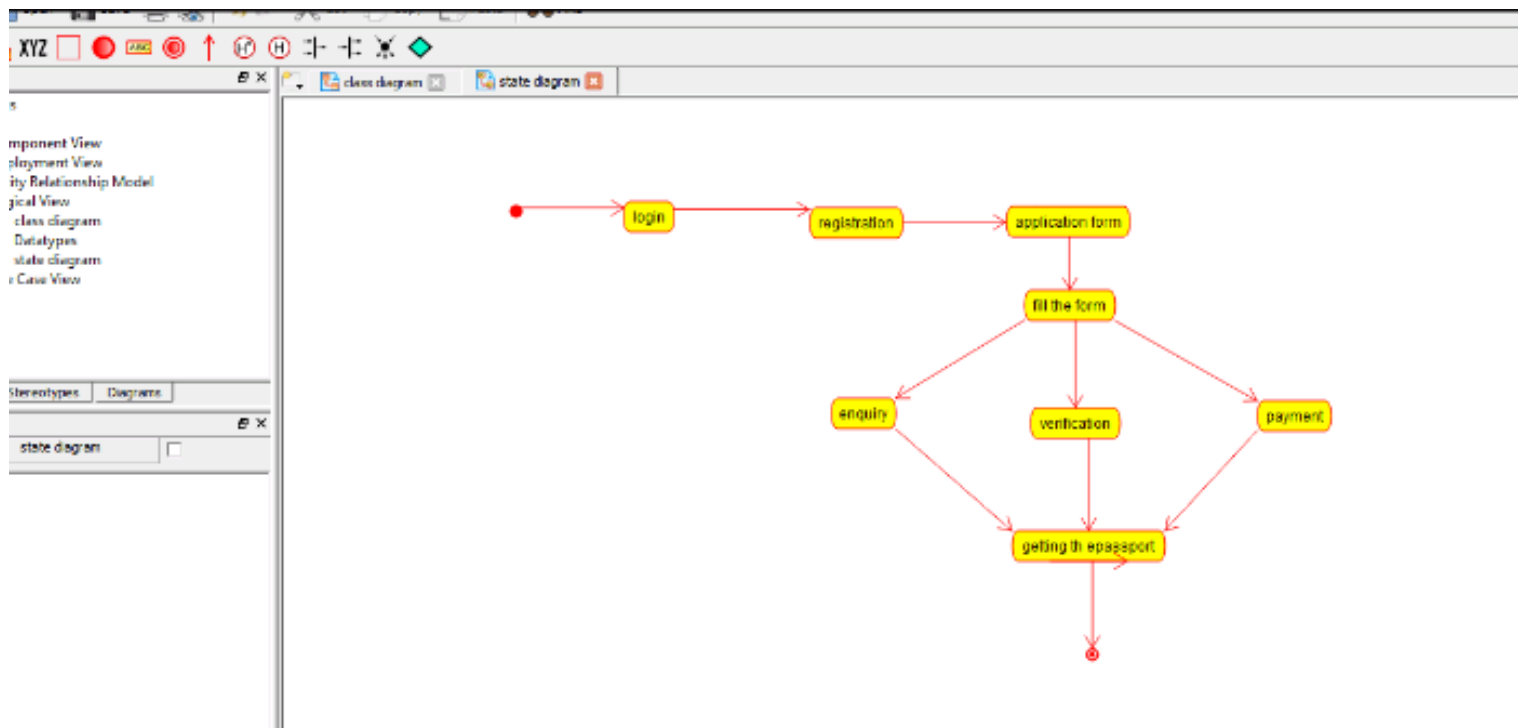 XYZ
ABC
H
class diagram
state diagram
mponent View
ployment View
ity Relationship Model
gical View
class diagram
Datatypes
state diagram
Case View
Stereotypes
Diagrams
state diagram
login
registration
application form
fill the form
enquiry
verification
payment
getting th epassport